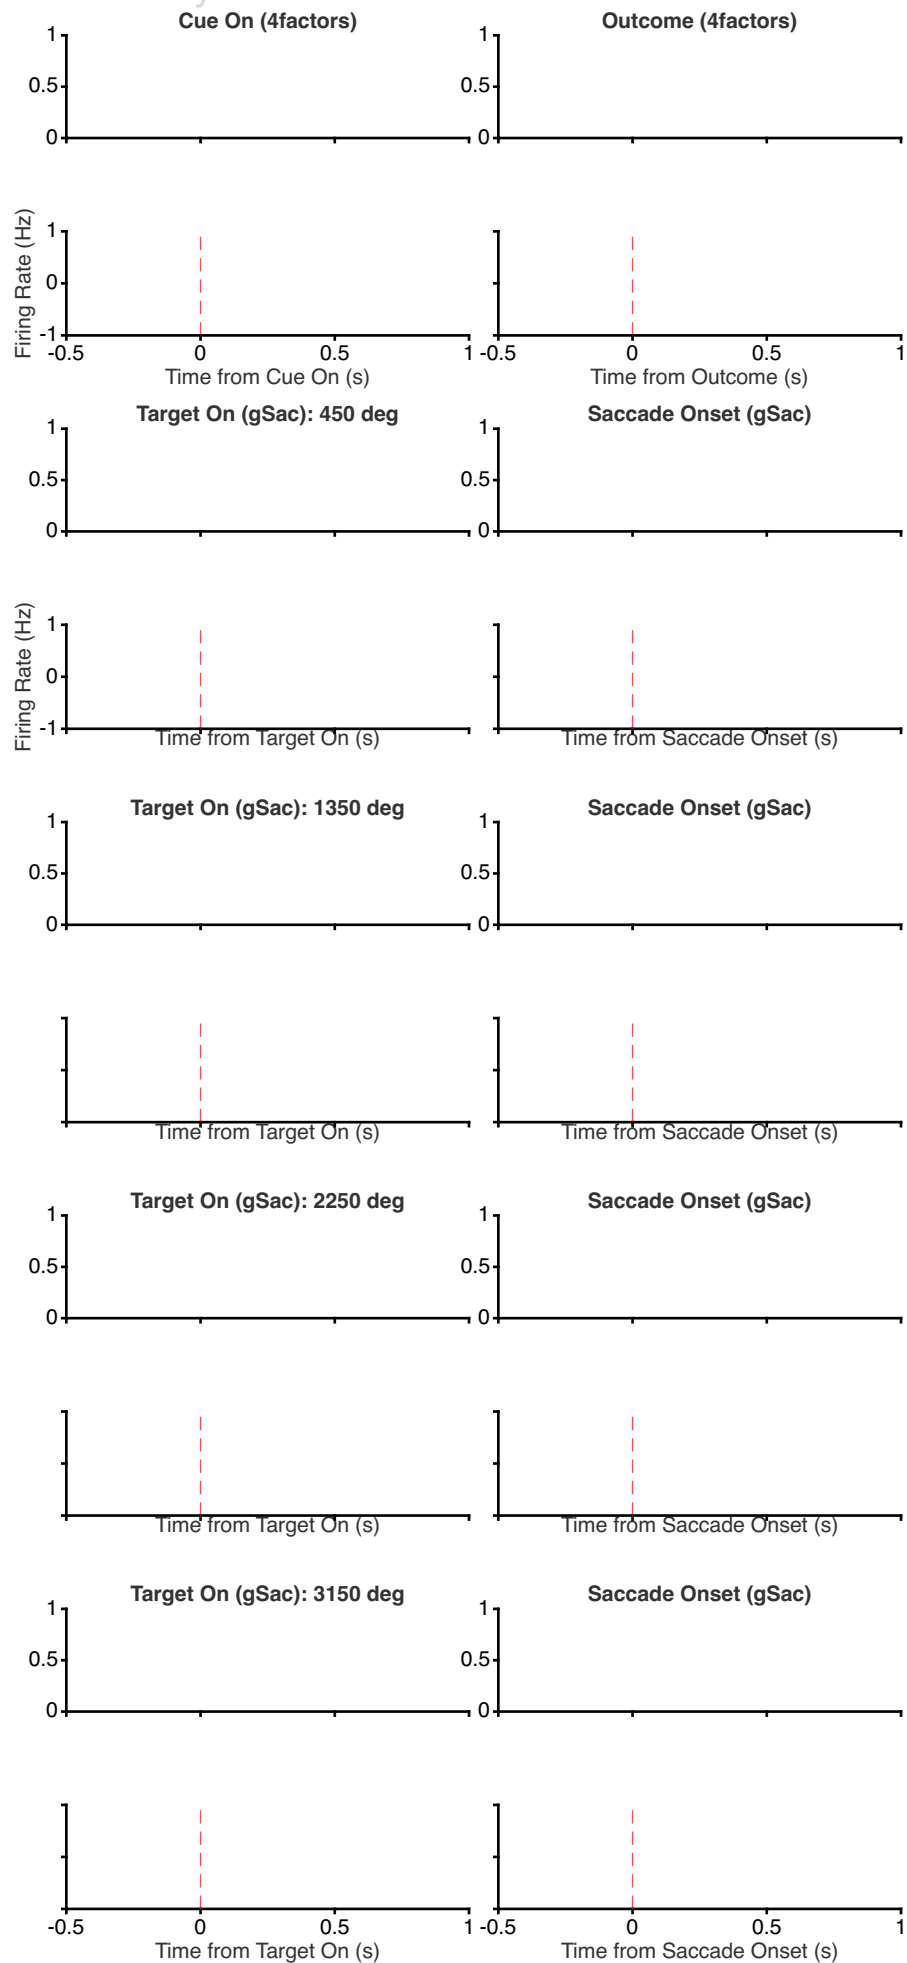 Cue On (4factors) Outcome (4factors)
1 1
0.5 0.5
0 0
Firing Rate (Hz)
1
0
-1
-0.5 0 0.5 1 -0.5 0 0.5 1
Time from Cue On (s) Time from Outcome (s)
Target On (gSac): 450 deg Saccade Onset (gSac)
1 1
0.5 0.5
0 0
Firing Rate (Hz)
1
0
-1
Time from Target On (s) Time from Saccade Onset (s)
Target On (gSac): 1350 deg Saccade Onset (gSac)
1 1
0.5 0.5
0 0
Time from Target On (s) Time from Saccade Onset (s)
Target On (gSac): 2250 deg Saccade Onset (gSac)
1 1
0.5 0.5
0 0
Time from Target On (s) Time from Saccade Onset (s)
Target On (gSac): 3150 deg Saccade Onset (gSac)
1 1
0.5 0.5
0 0
-0.5 0 0.5 1 -0.5 0 0.5 1
Time from Target On (s) Time from Saccade Onset (s)